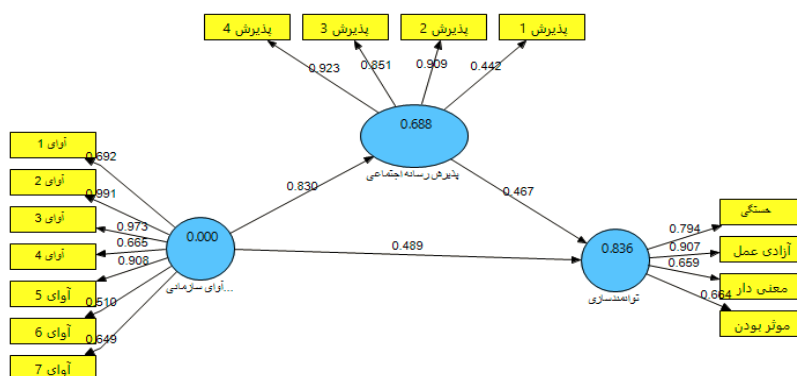 پذیرش 4
پذیرش 3
پذیرش 2
پذیرش 1
0.923
0.851
0.909
0.442
0.688
پذیرش رسانه اجتماعی
آوای 1
آوای 2
آوای 3
آوای 4
آوای 5
آوای 6
آوای 7
0.692
0.991
0.973
0.665
0.908
0.510
0.649
0.000
آوای سازمانی...
0.830
0.467
0.489
0.836
توانمندسازی
0.794
0.907
0.659
0.664
خستگی
آزادی عمل
معنی دار
موثر بودن